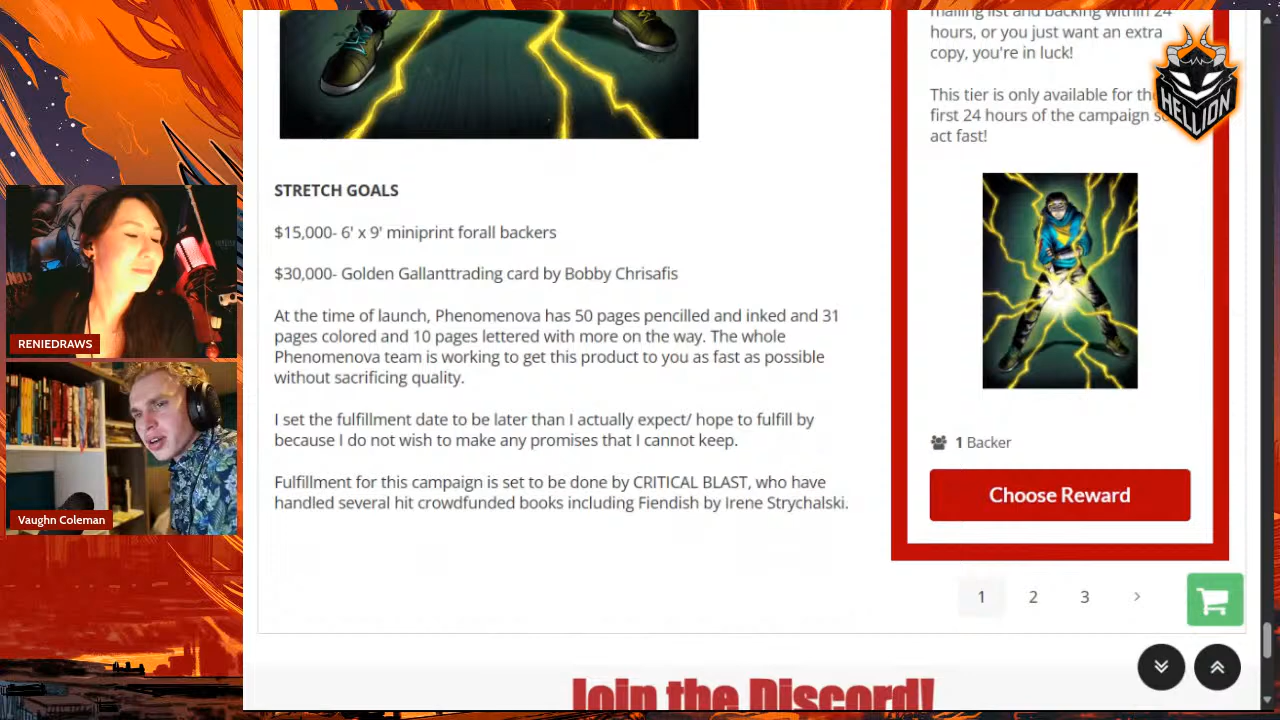 mailing list and backing within 24
hours, or you just want an extra
copy, you're in luck!
This tier is only available for the
first 24 hours of the campaign so
act fast!
HELLION
STRETCH GOALS
$15,000- 6' x 9' miniprint forall backers
$30,000- Golden Gallanttrading card by Bobby Chrisafis
At the time of launch, Phenomenova has 50 pages pencilled and inked and 31
pages colored and 10 pages lettered with more on the way. The whole
Phenomenova team is working to get this product to you as fast as possible
without sacrificing quality.
I set the fulfillment date to be later than I actually expect/ hope to fulfill by
because I do not wish to make any promises that I cannot keep.
Fulfillment for this campaign is set to be done by CRITICAL BLAST, who have
handled several hit crowdfunded books including Fiendish by Irene Strychalski.
1 Backer
Choose Reward
1 2 3 >
RENIEDRAWS
Vaughn Coleman
Join the Discord!